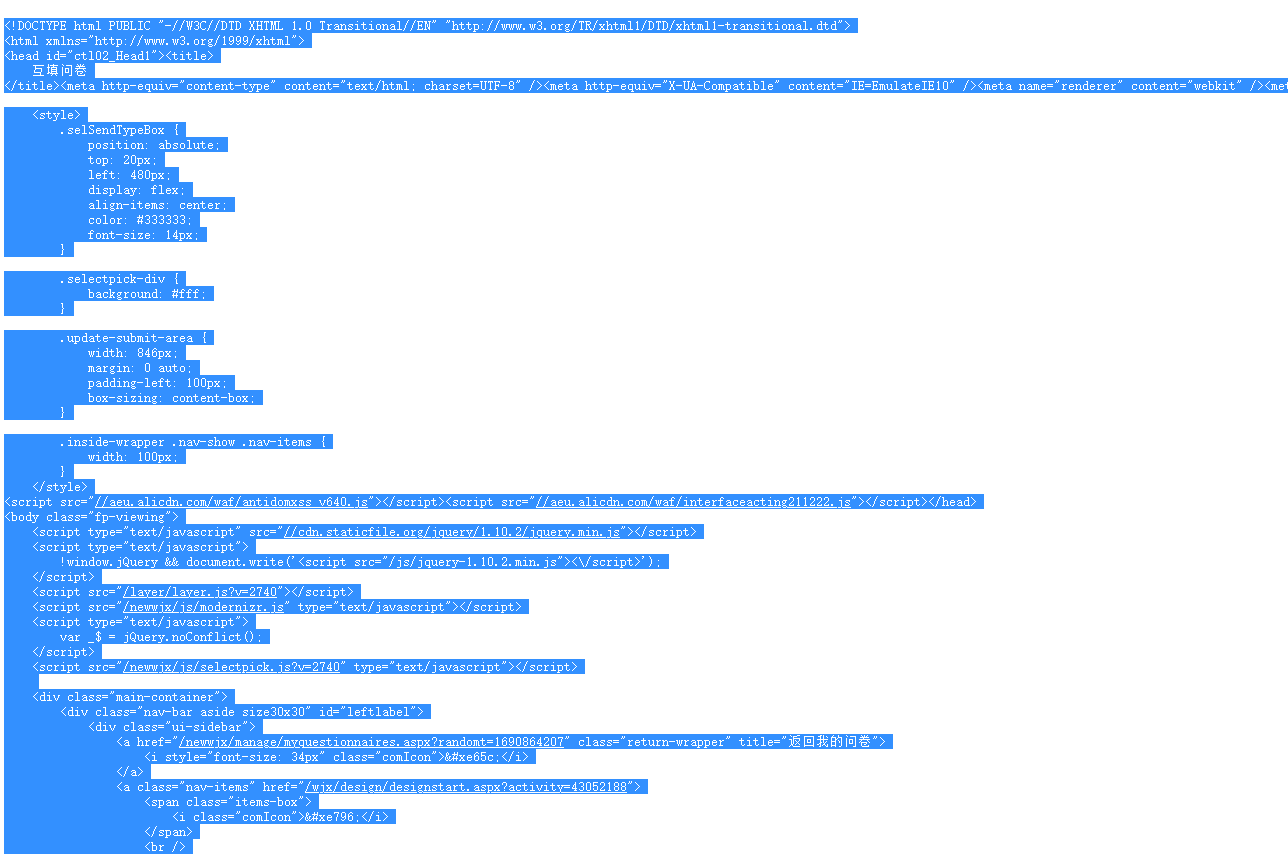 <!DOCTYPE html PUBLIC "-//W3C//DTD XHTML 1.0 Transitional//EN" "http://www.w3.org/TR/xhtml1/DTD/xhtml1-transitional.dtd">
<html xmlns="http://www.w3.org/1999/xhtml">
<head id="ctl02_Head1"><title>
互填问卷
</title><meta http-equiv="content-type" content="text/html; charset=UTF-8" /><meta http-equiv="X-UA-Compatible" content="IE=EmulateIE10" /><meta name="renderer" content="webkit" /><met
<style>
.selSendTypeBox {
position: absolute;
top: 20px;
left: 480px;
display: flex;
align-items: center;
color: #333333;
font-size: 14px;
}
.selectpick-div {
background: #fff;
}
.update-submit-area {
width: 846px;
margin: 0 auto;
padding-left: 100px;
box-sizing: content-box;
}
.inside-wrapper .nav-show .nav-items {
width: 100px;
}
</style>
<script src="//aeu.alicdn.com/waf/antidomxss_v640.js"></script><script src="//aeu.alicdn.com/waf/interfaceacting211222.js"></script></head>
<body class="fp-viewing">
<script type="text/javascript" src="//cdn.staticfile.org/jquery/1.10.2/jquery.min.js"></script>
<script type="text/javascript">
!window.jQuery && document.write('<script src="/js/jquery-1.10.2.min.js"><\/script>');
</script>
<script src="/layer/layer.js?v=2740"></script>
<script src="/newwjx/js/modernizr.js" type="text/javascript"></script>
<script type="text/javascript">
var _$ = jQuery.noConflict();
</script>
<script src="/newwjx/js/selectpick.js?v=2740" type="text/javascript"></script>
<div class="main-container">
<div class="nav-bar aside size30x30" id="leftlabel">
<div class="ui-sidebar">
<a href="/newwjx/manage/myquestionnaires.aspx?randomt=1690864207" class="return-wrapper" title="返回我的问卷">
<i style="font-size: 34px" class="comIcon">&#xe65c;</i>
</a>
<a class="nav-items" href="/wjx/design/designstart.aspx?activity=43052188">
<span class="items-box">
<i class="comIcon">&#xe796;</i>
</span>
<br />